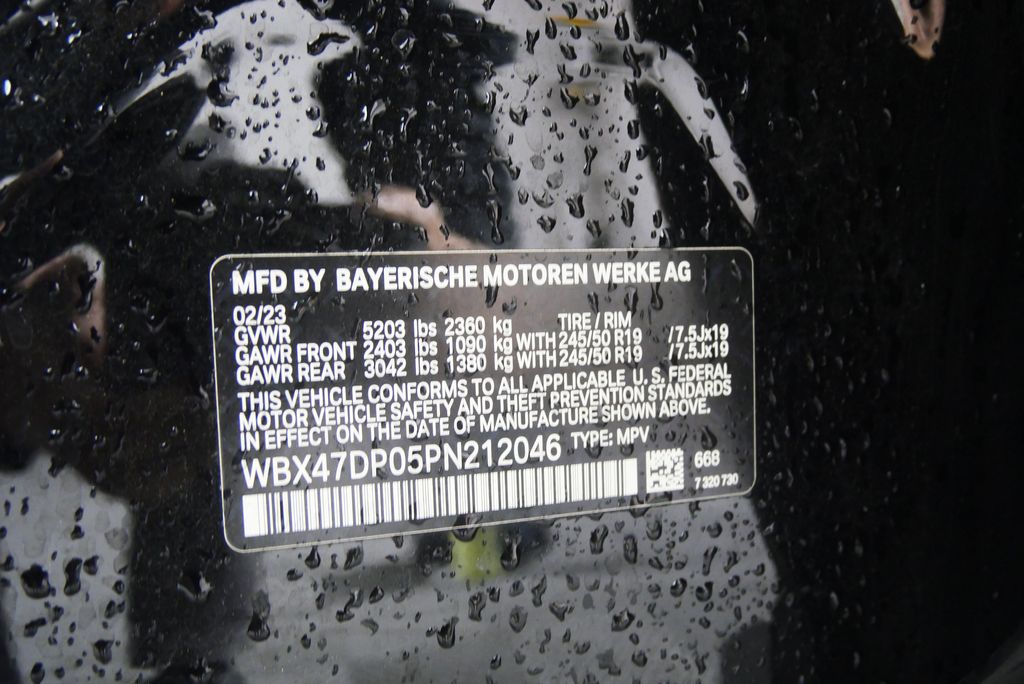 MFD BY BAYERISCHE MOTOREN WERKE AG
02/23
GVWR 5203 lbs 2360 kg TIRE / RIM
GAWR FRONT 2403 lbs 1090 kg WITH 245/50 R19 /7.5Jx19
GAWR REAR 3042 lbs 1380 kg WITH 245/50 R19 /7.5Jx19
THIS VEHICLE CONFORMS TO ALL APPLICABLE U.S. FEDERAL
MOTOR VEHICLE SAFETY AND THEFT PREVENTION STANDARDS
IN EFFECT ON THE DATE OF MANUFACTURE SHOWN ABOVE.
WBX47DP05PN212046 TYPE: MPV
668
7 320 730